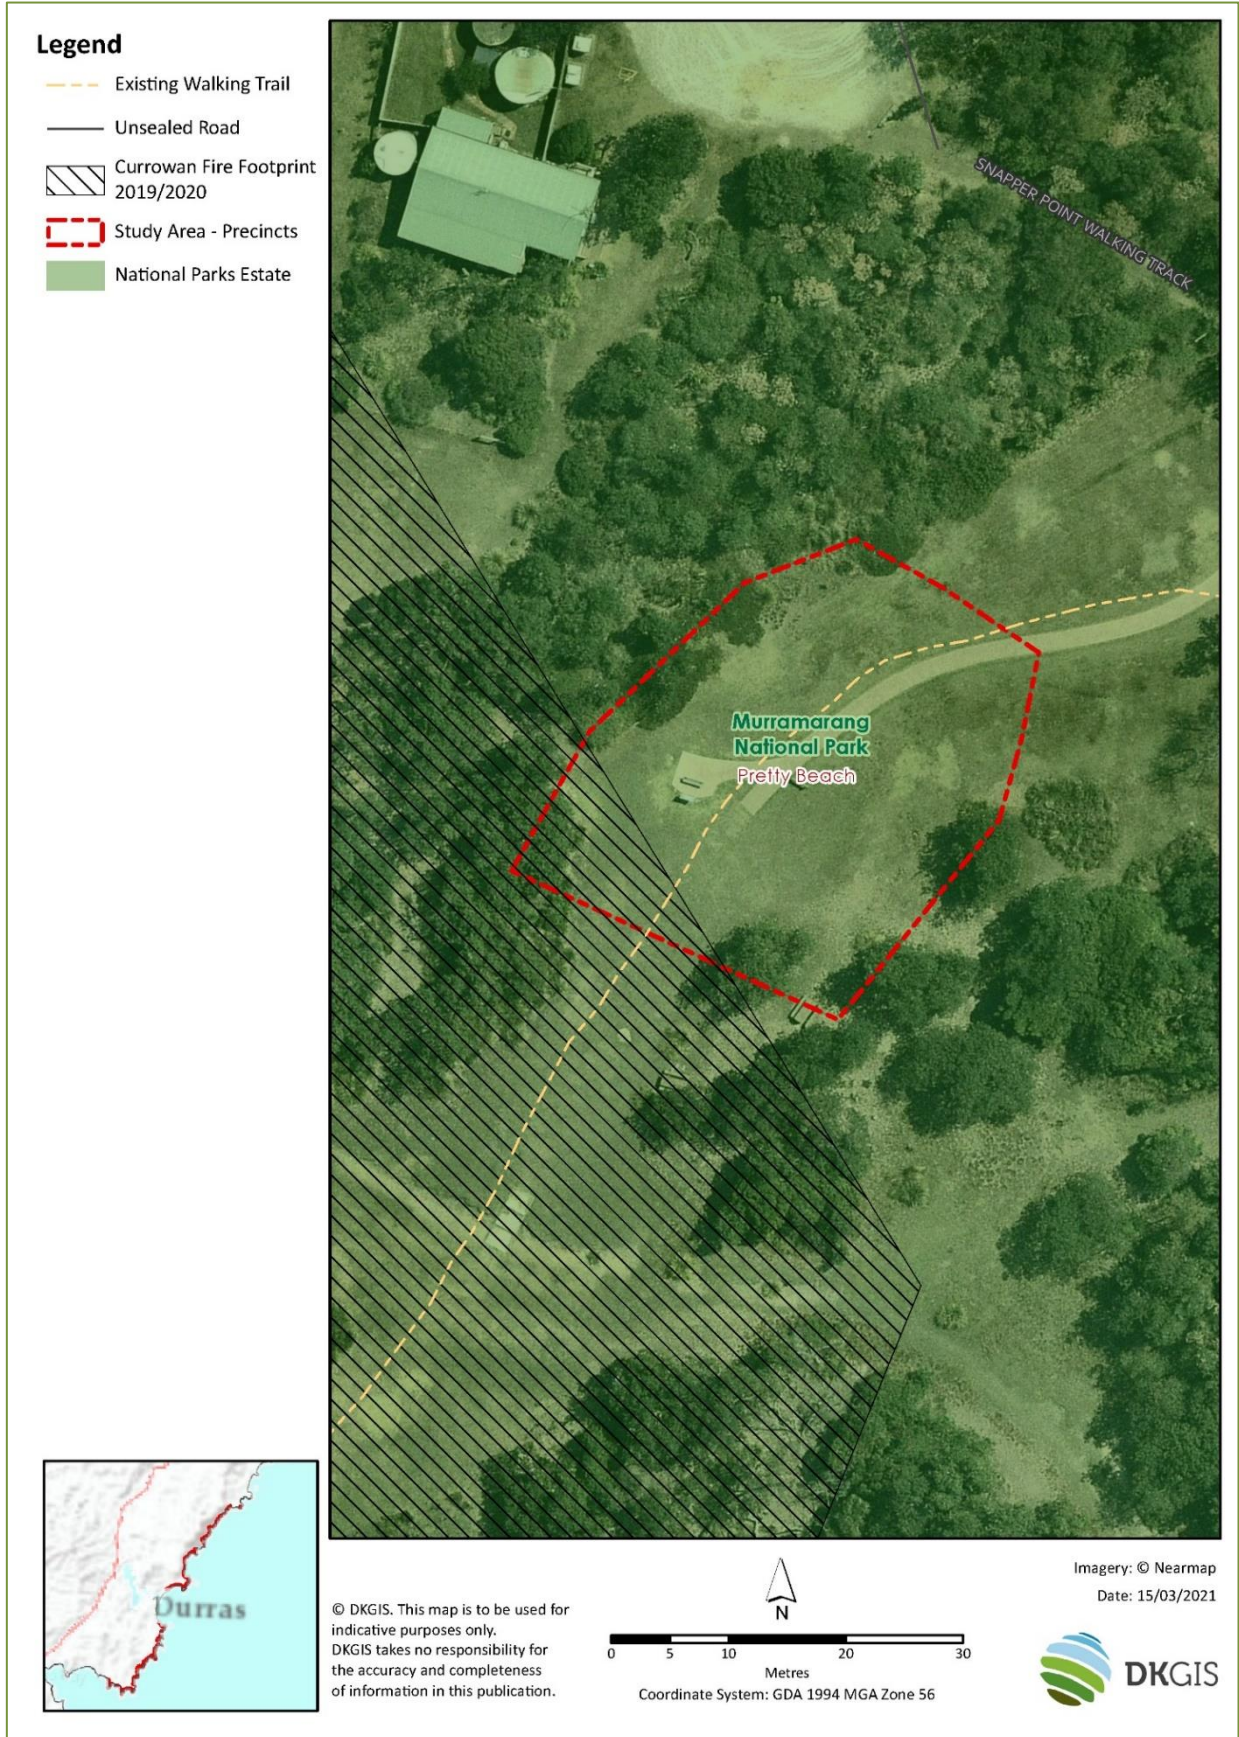 Legend
Existing Walking Trail
Unsealed Road
Currowan Fire Footprint
2019/2020
Study Area - Precincts
National Parks Estate
SNAPPER POINT WALKING TRACK
Murramarang
National Park
Pretty Beach
Durras
© DKGIS. This map is to be used for
indicative purposes only.
DKGIS takes no responsibility for
the accuracy and completeness
of information in this publication.
N
0 5 10 20 30
Metres
Coordinate System: GDA 1994 MGA Zone 56
Imagery: © Nearmap
Date: 15/03/2021
DKGIS